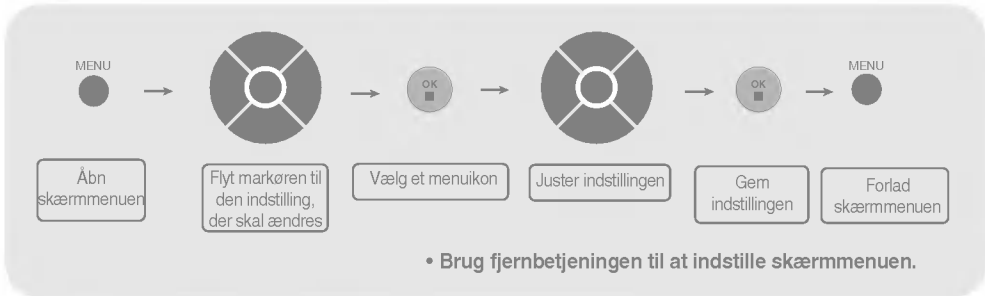 MENU
OK
OK
MENU
Åbn
skærmmenuen
Flyt markøren til
den indstilling,
der skal ændres
Vælg et menuikon
Juster indstillingen
Gem
indstillingen
Forlad
skærmmenuen
• Brug fjernbetjeningen til at indstille skærmmenuen.